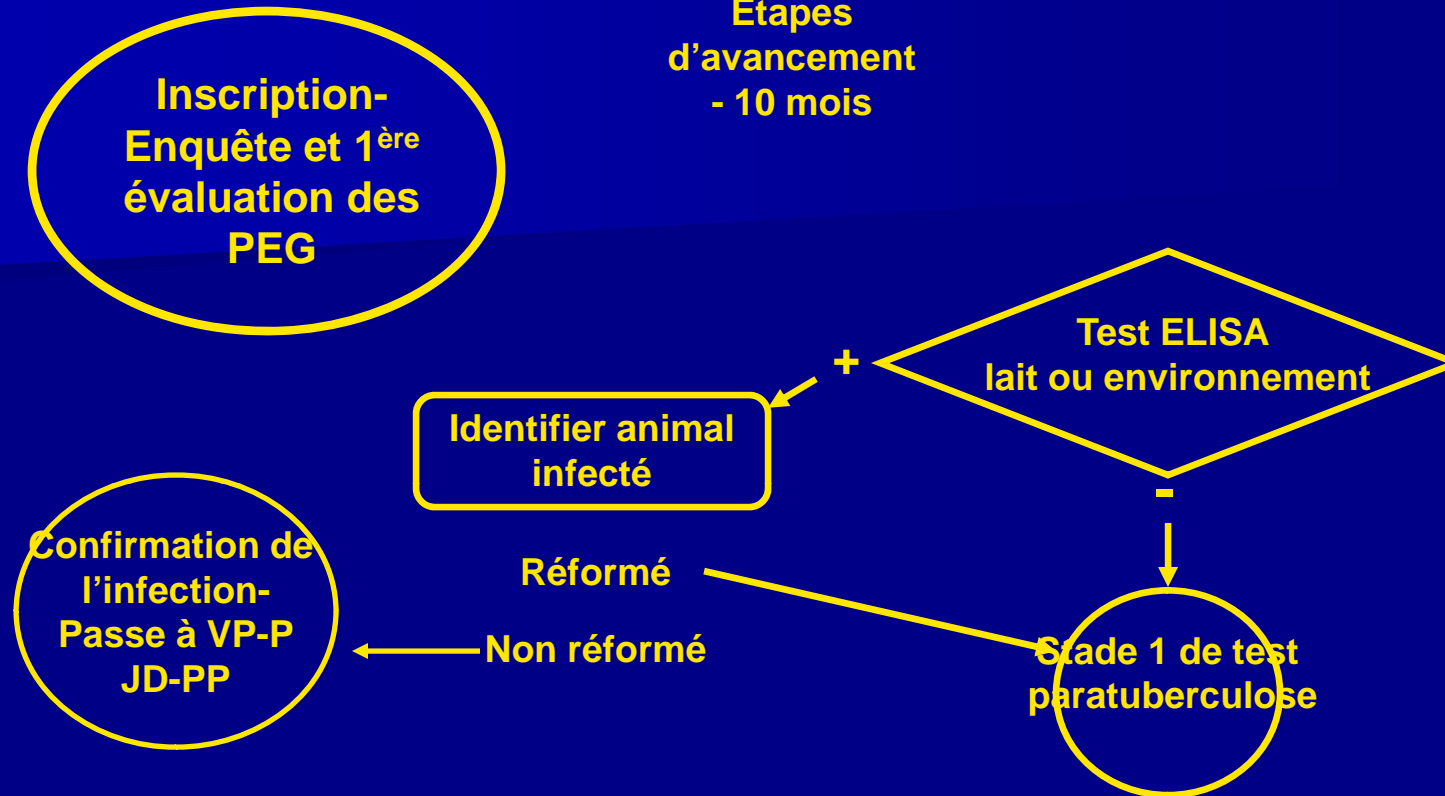 Etapes
d'avancement
- 10 mois
Inscription-
Enquête et 1ère
évaluation des
PEG
Test ELISA
lait ou environnement
+
Identifier animal
infecté
-
Confirmation de
l'infection-
Passe à VP-P
JD-PP
Réformé
Non réformé
Stade 1 de test
paratuberculose